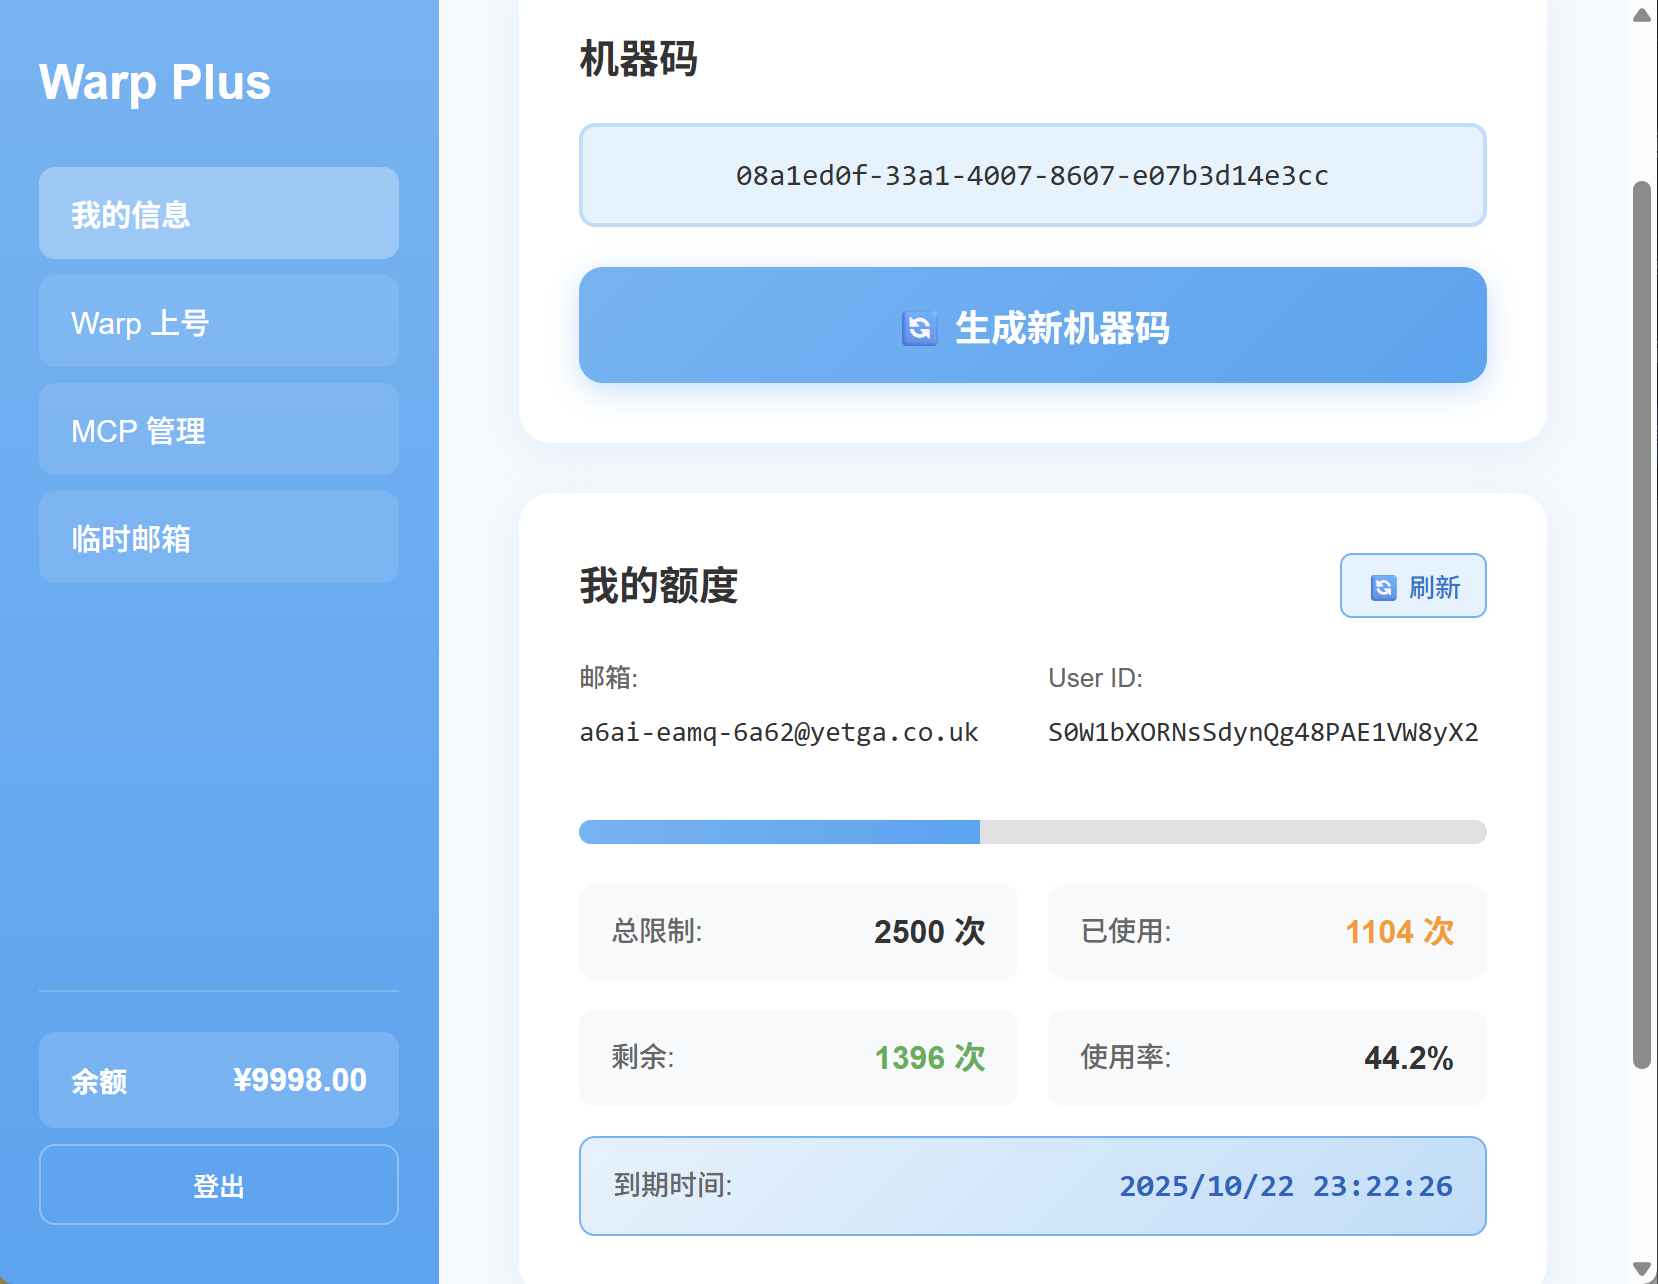 Warp Plus
我的信息
Warp 上号
MCP 管理
临时邮箱
余额 ¥9998.00
登出
机器码
08a1ed0f-33a1-4007-8607-e07b3d14e3cc
生成新机器码
我的额度
刷新
邮箱:
a6ai-eamq-6a62@yetga.co.uk
User ID:
S0W1bXORNsSdynQg48PAE1VW8yX2
总限制: 2500 次
已使用: 1104 次
剩余: 1396 次
使用率: 44.2%
到期时间: 2025/10/22 23:22:26